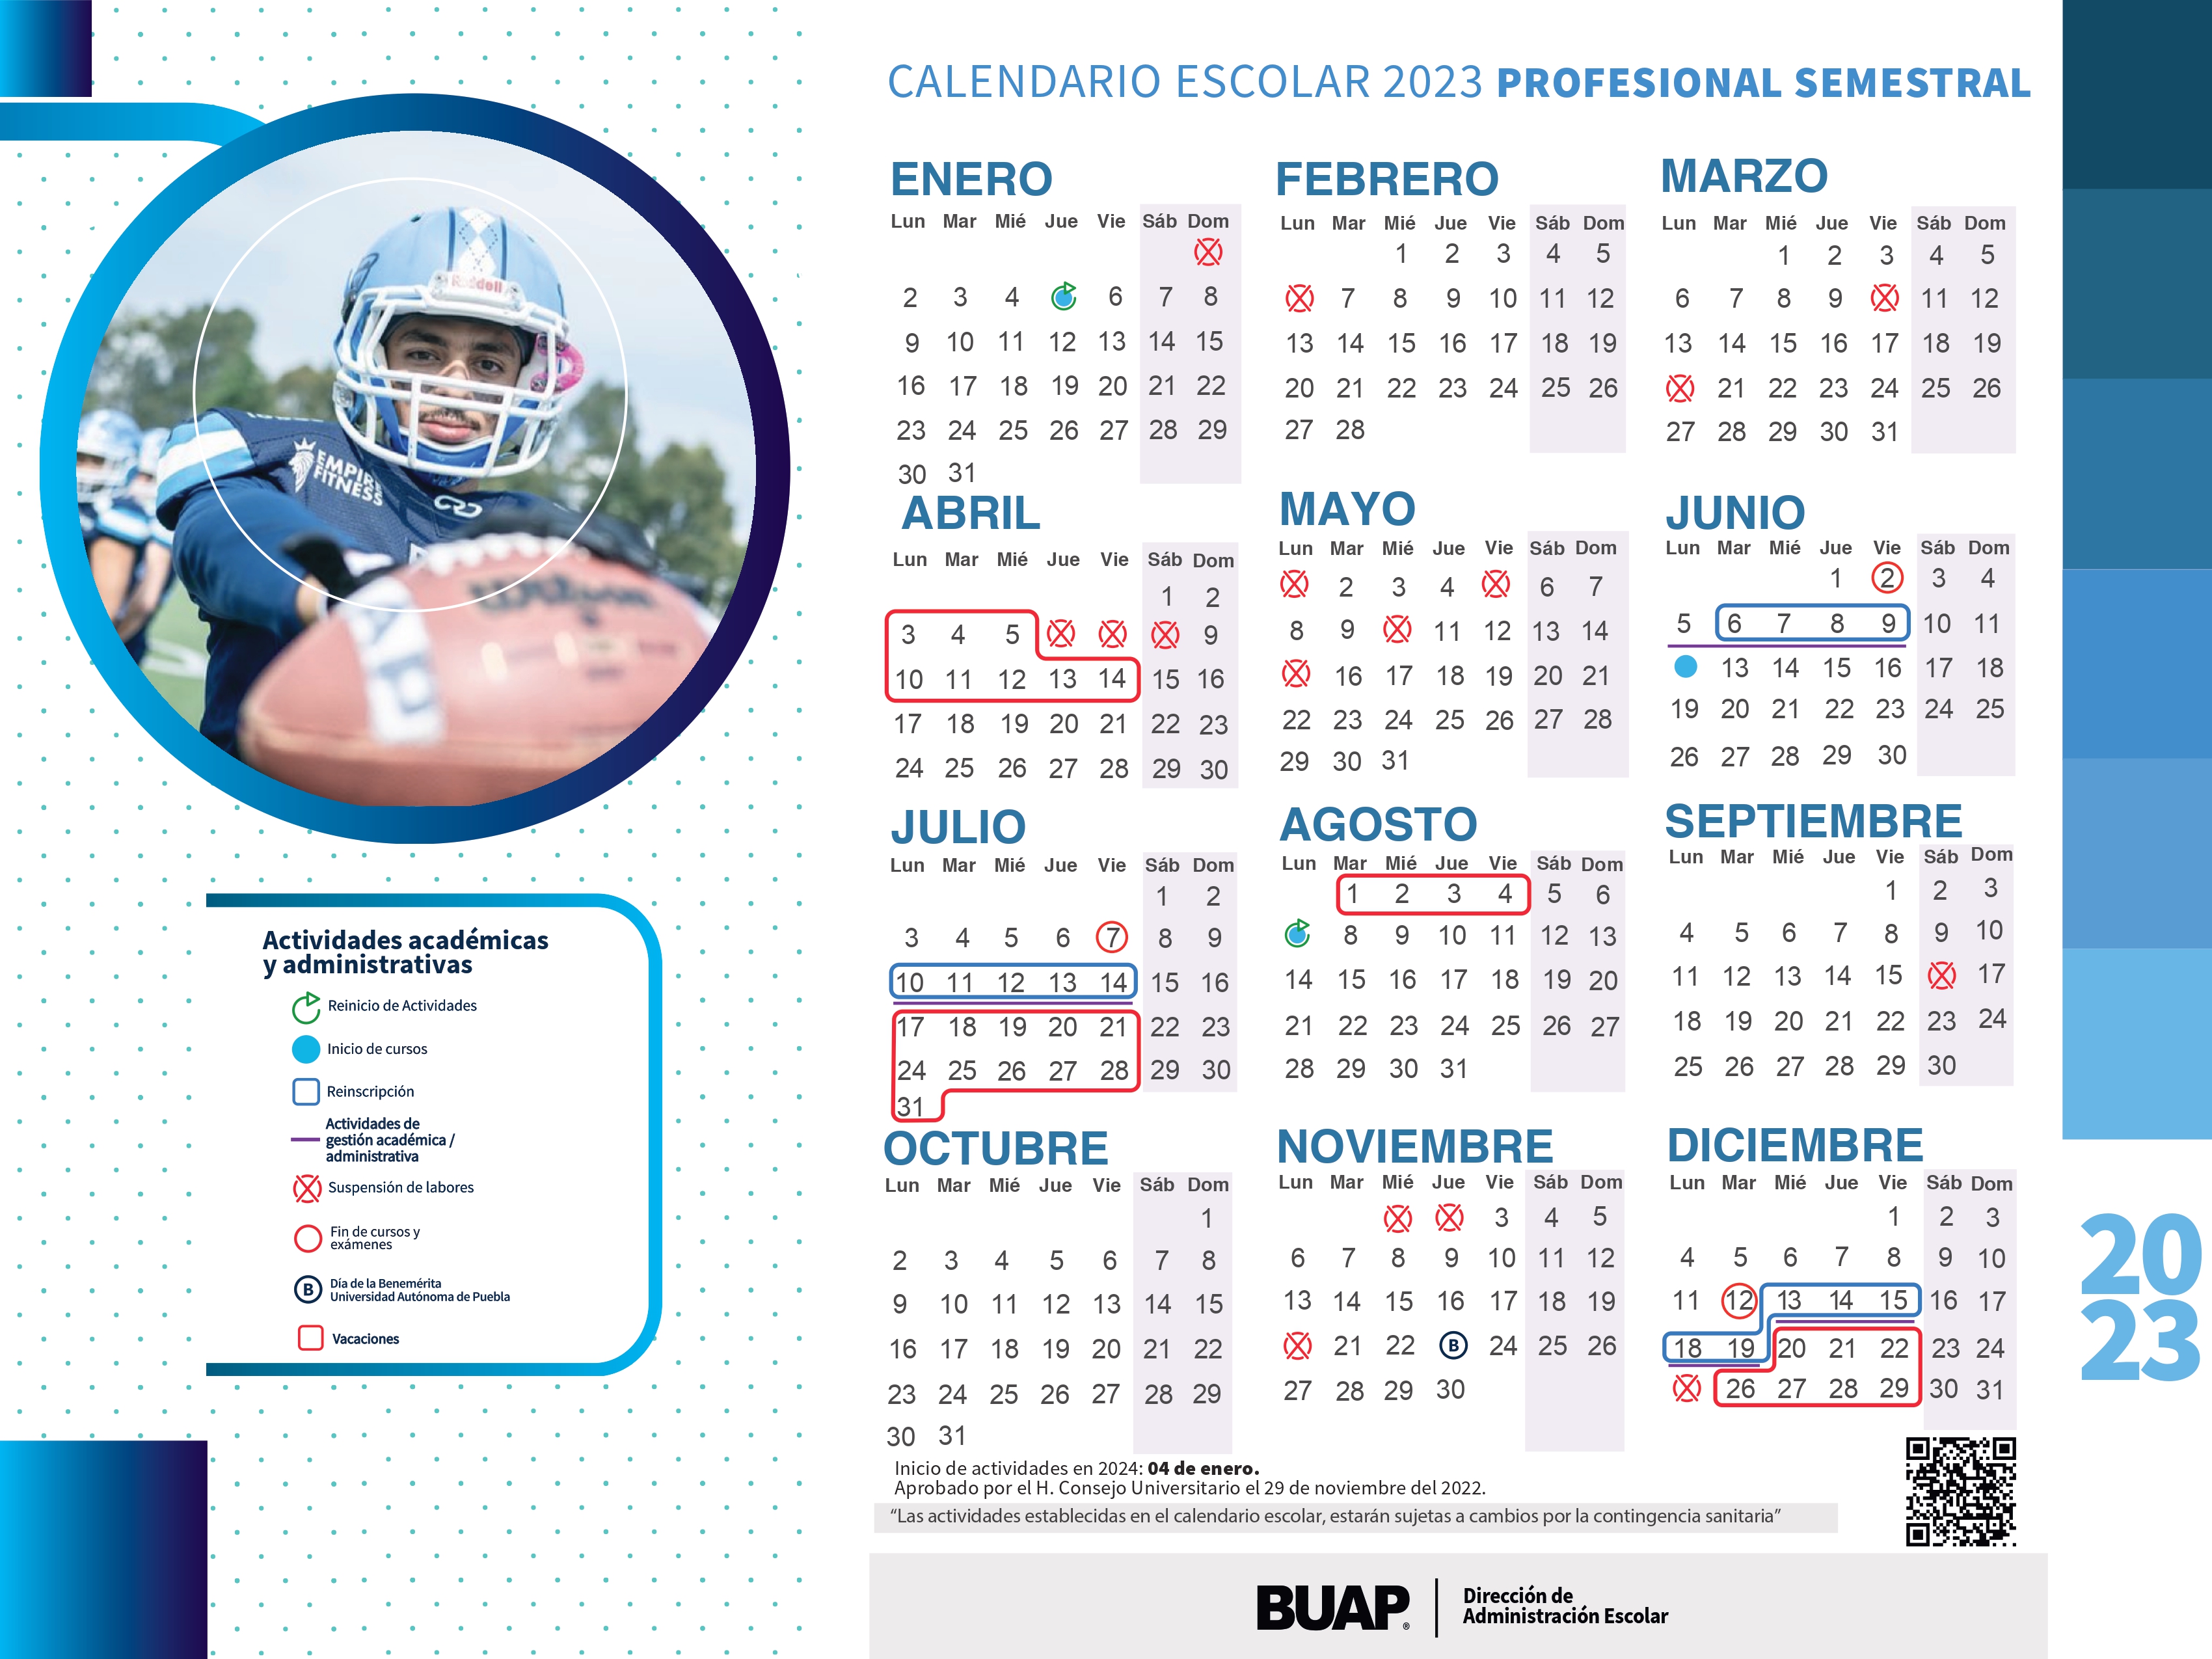 CALENDARIO ESCOLAR 2023 PROFESIONAL SEMESTRAL
Riddell
EMPIRE
FITNESS
Wilson
Actividades académicas
y administrativas
Reinicio de Actividades
Inicio de cursos
Reinscripción
Actividades de
gestión académica /
administrativa
Suspensión de labores
Fin de cursos y
exámenes
B Día de la Benemérita
Universidad Autónoma de Puebla
Vacaciones
ENERO
Lun Mar Mié Jue Vie Sáb Dom
2 3 4 6 7 8
9 10 11 12 13 14 15
16 17 18 19 20 21 22
23 24 25 26 27 28 29
30 31
FEBRERO
Lun Mar Mié Jue Vie Sáb Dom
1 2 3 4 5
7 8 9 10 11 12
13 14 15 16 17 18 19
20 21 22 23 24 25 26
27 28
MARZO
Lun Mar Mié Jue Vie Sáb Dom
1 2 3 4 5
6 7 8 9 11 12
13 14 15 16 17 18 19
21 22 23 24 25 26
27 28 29 30 31
ABRIL
Lun Mar Mié Jue Vie Sáb Dom
1 2
3 4 5 9
10 11 12 13 14 15 16
17 18 19 20 21 22 23
24 25 26 27 28 29 30
MAYO
Lun Mar Mié Jue Vie Sáb Dom
2 3 4 6 7
8 9 11 12 13 14
16 17 18 19 20 21
22 23 24 25 26 27 28
29 30 31
JUNIO
Lun Mar Mié Jue Vie Sáb Dom
1 2 3 4
5 6 7 8 9 10 11
13 14 15 16 17 18
19 20 21 22 23 24 25
26 27 28 29 30
JULIO
Lun Mar Mié Jue Vie Sáb Dom
1 2
3 4 5 6 7 8 9
10 11 12 13 14 15 16
17 18 19 20 21 22 23
24 25 26 27 28 29 30
31
AGOSTO
Lun Mar Mié Jue Vie Sáb Dom
1 2 3 4 5 6
8 9 10 11 12 13
14 15 16 17 18 19 20
21 22 23 24 25 26 27
28 29 30 31
SEPTIEMBRE
Lun Mar Mié Jue Vie Sáb Dom
1 2 3
4 5 6 7 8 9 10
11 12 13 14 15 17
18 19 20 21 22 23 24
25 26 27 28 29 30
OCTUBRE
Lun Mar Mié Jue Vie Sáb Dom
1
2 3 4 5 6 7 8
9 10 11 12 13 14 15
16 17 18 19 20 21 22
23 24 25 26 27 28 29
30 31
NOVIEMBRE
Lun Mar Mié Jue Vie Sáb Dom
3 4 5
6 7 8 9 10 11 12
13 14 15 16 17 18 19
21 22 B 24 25 26
27 28 29 30
DICIEMBRE
Lun Mar Mié Jue Vie Sáb Dom
1 2 3
4 5 6 7 8 9 10
11 12 13 14 15 16 17
18 19 20 21 22 23 24
26 27 28 29 30 31
20
23
Inicio de actividades en 2024: 04 de enero.
Aprobado por el H. Consejo Universitario el 29 de noviembre del 2022.
“Las actividades establecidas en el calendario escolar, estarán sujetas a cambios por la contingencia sanitaria”
BUAP®
Dirección de
Administración Escolar